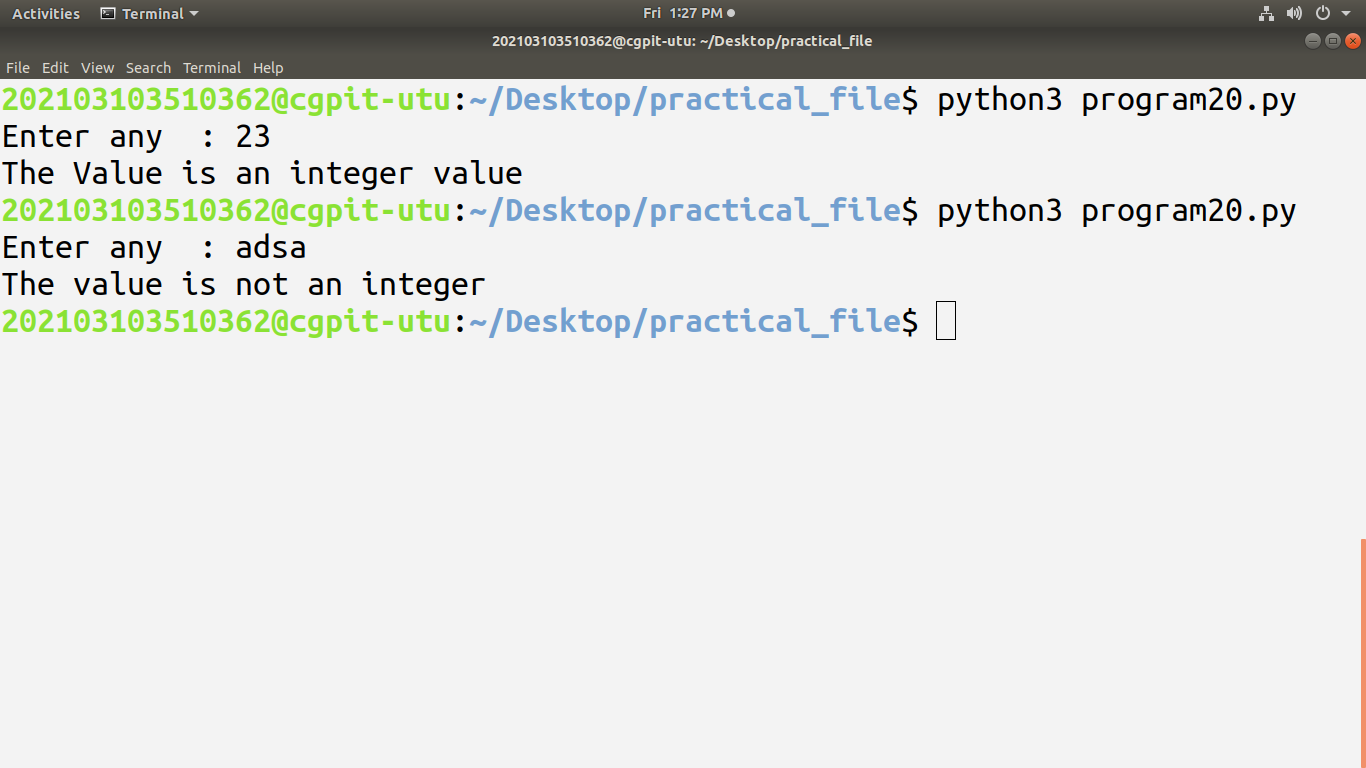 Activities Terminal Fri 1:27 PM
202103103510362@cgpit-utu: ~/Desktop/practical_file
File Edit View Search Terminal Help
202103103510362@cgpit-utu:~/Desktop/practical_file$ python3 program20.py
Enter any  : 23
The Value is an integer value
202103103510362@cgpit-utu:~/Desktop/practical_file$ python3 program20.py
Enter any  : adsa
The value is not an integer
202103103510362@cgpit-utu:~/Desktop/practical_file$